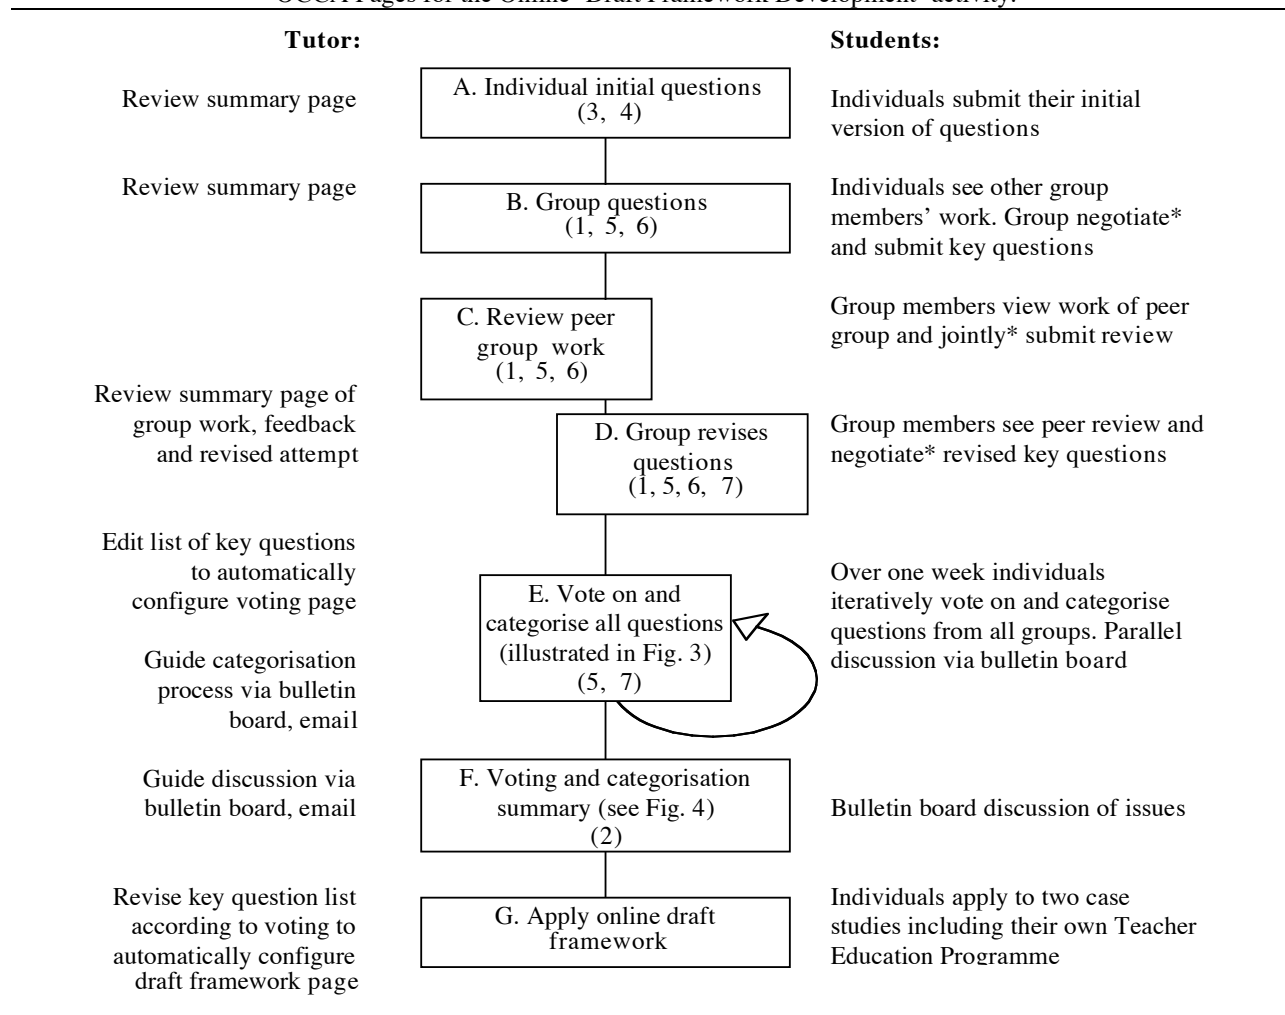 OCCA Pages for the Online 'Draft Framework Development' activity.
Tutor:
Students:
Review summary page
A. Individual initial questions
(3, 4)
Individuals submit their initial
version of questions
Review summary page
B. Group questions
(1, 5, 6)
Individuals see other group
members' work. Group negotiate*
and submit key questions
C. Review peer
group work
(1, 5, 6)
Group members view work of peer
group and jointly* submit review
Review summary page of
group work, feedback
and revised attempt
D. Group revises
questions
(1, 5, 6, 7)
Group members see peer review and
negotiate* revised key questions
Edit list of key questions
to automatically
configure voting page
Guide categorisation
process via bulletin
board, email
E. Vote on and
categorise all questions
(illustrated in Fig. 3)
(5, 7)
Over one week individuals
iteratively vote on and categorise
questions from all groups. Parallel
discussion via bulletin board
Guide discussion via
bulletin board, email
F. Voting and categorisation
summary (see Fig. 4)
(2)
Bulletin board discussion of issues
Revise key question list
according to voting to
automatically configure
draft framework page
G. Apply online draft
framework
Individuals apply to two case
studies including their own Teacher
Education Programme